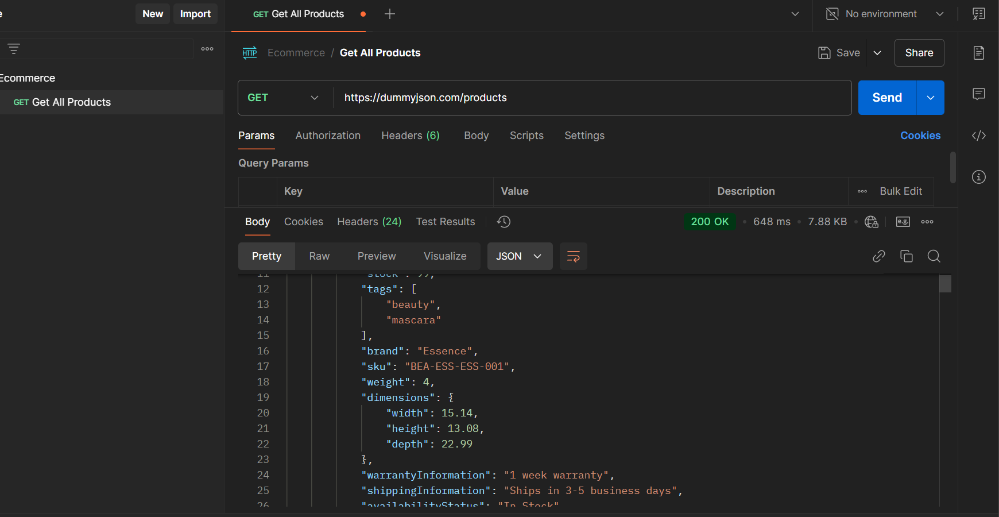 e
New Import
GET Get All Products
No environment
Ecommerce / Get All Products
Save
Share
Ecommerce
GET Get All Products
GET
https://dummyjson.com/products
Send
Params Authorization Headers (6) Body Scripts Settings Cookies
Query Params
Key Value Description Bulk Edit
Body Cookies Headers (24) Test Results 200 OK 648 ms 7.88 KB e.g.
Pretty Raw Preview Visualize JSON
11 "stock": 99,
12 "tags": [
13 "beauty",
14 "mascara"
15 ],
16 "brand": "Essence",
17 "sku": "BEA-ESS-ESS-001",
18 "weight": 4,
19 "dimensions": {
20 "width": 15.14,
21 "height": 13.08,
22 "depth": 22.99
23 },
24 "warrantyInformation": "1 week warranty",
25 "shippingInformation": "Ships in 3-5 business days",
26 "availabilityStatus": "In Stock"